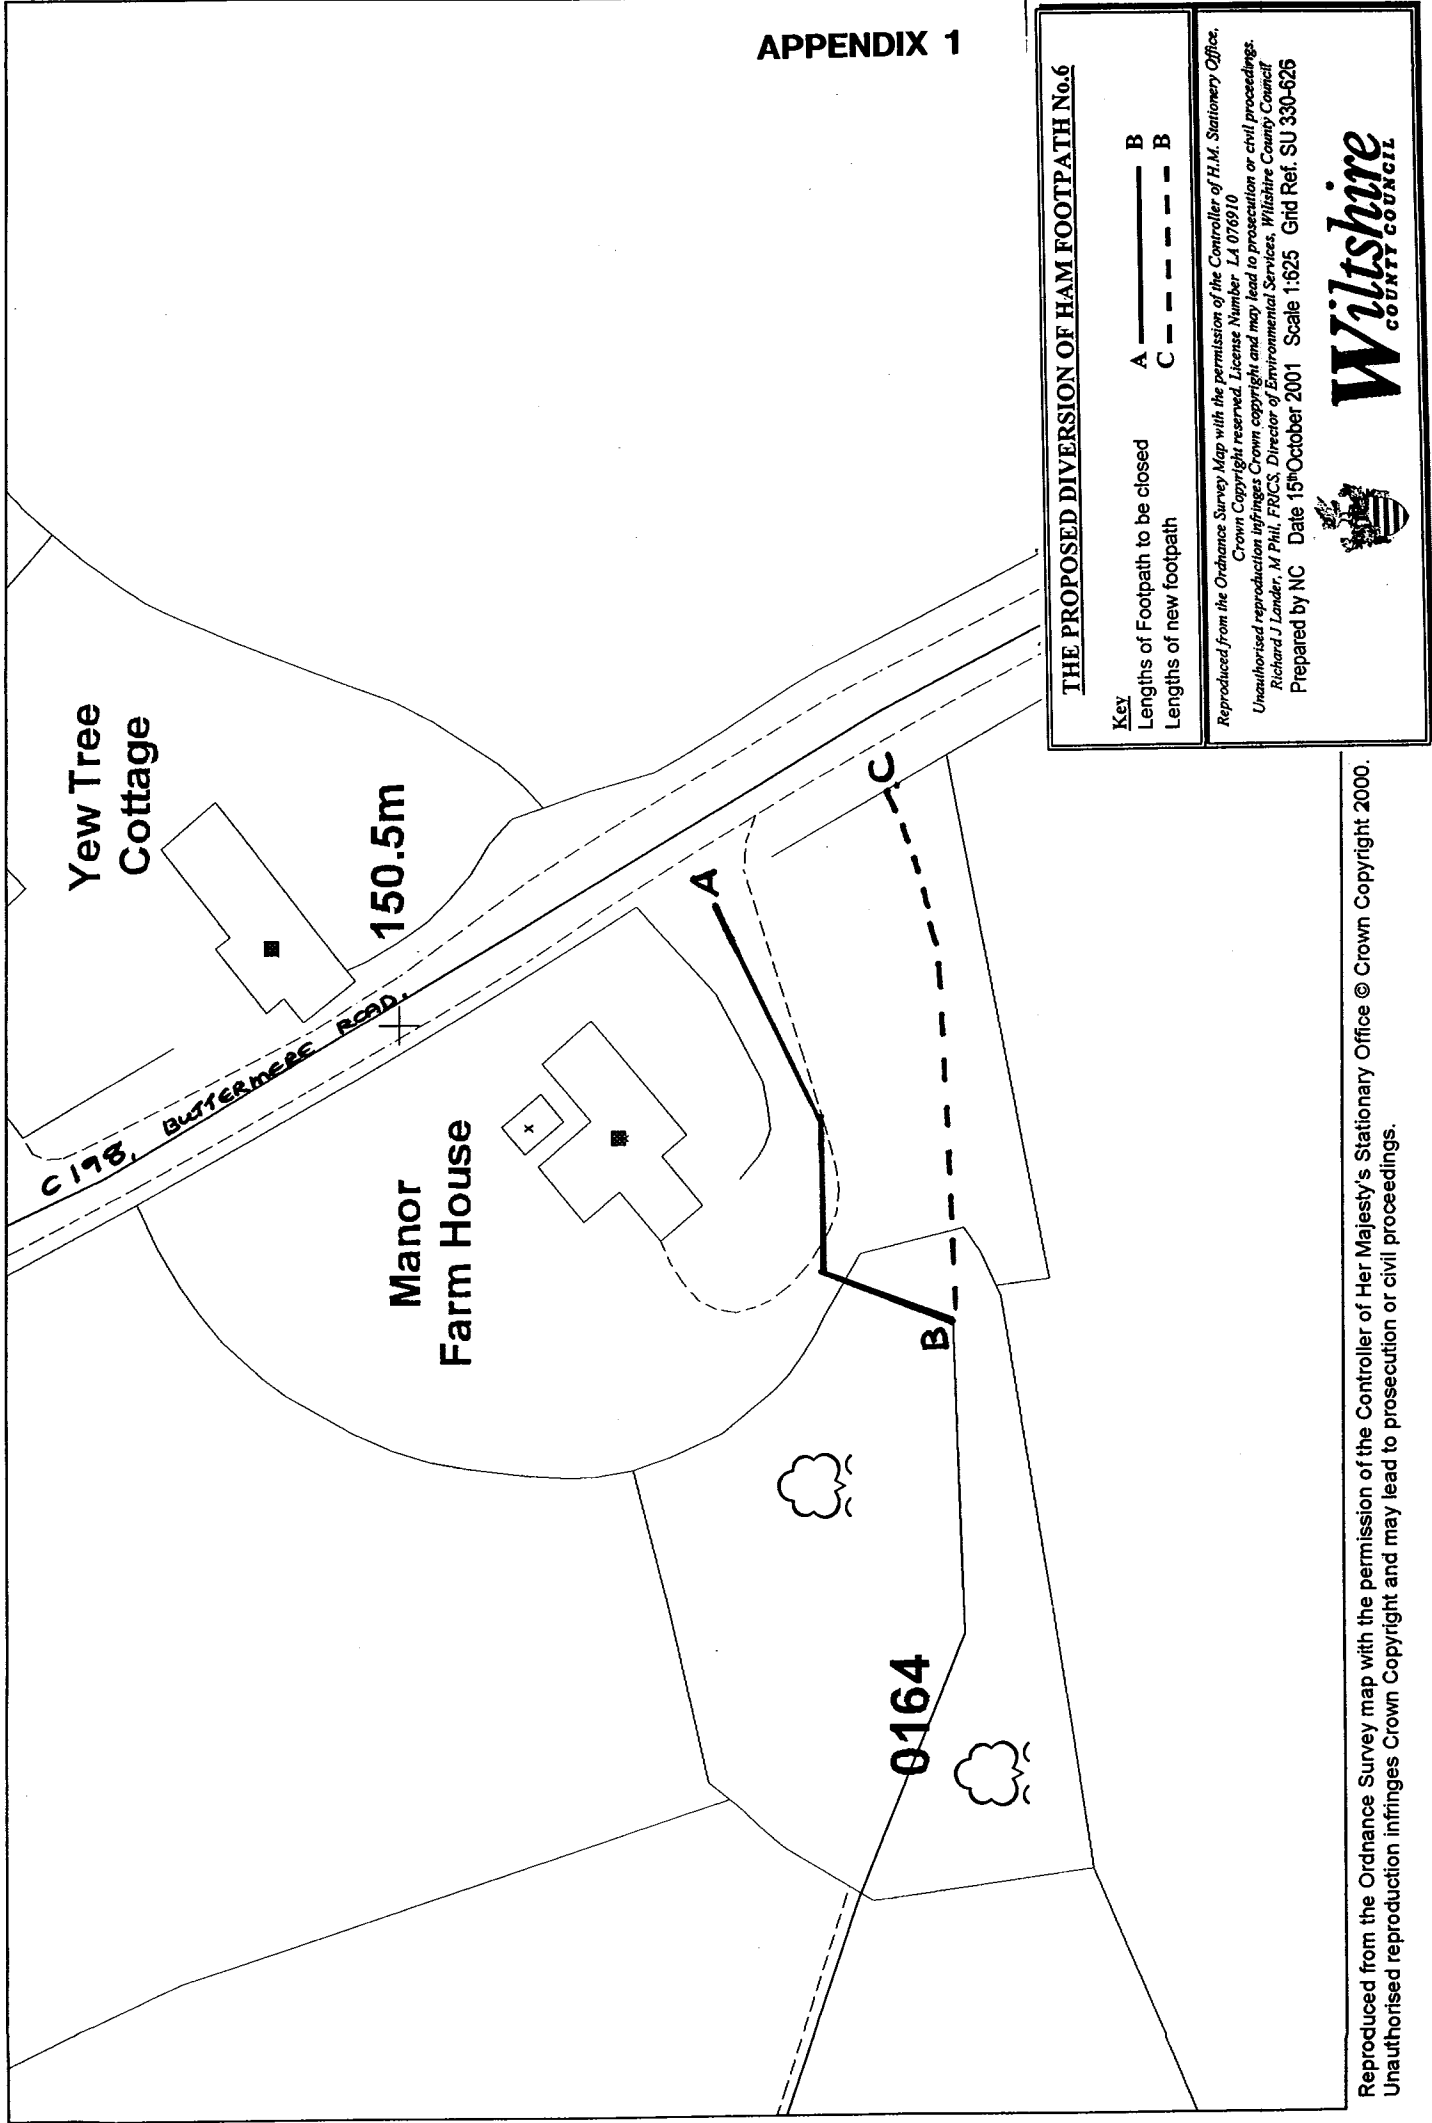 APPENDIX 1
Yew Tree
Cottage
150.5m
C 198, BUTTERMERE ROAD.
Manor
Farm House
A
C
B
0164
THE PROPOSED DIVERSION OF HAM FOOTPATH No.6
Key
Lengths of Footpath to be closed A B
Lengths of new footpath C B
Reproduced from the Ordnance Survey Map with the permission of the Controller of H.M. Stationery Office,
Crown Copyright reserved. License Number LA 076910
Unauthorised reproduction infringes Crown copyright and may lead to prosecution or civil proceedings.
Richard J Lander, M Phil, FRICS, Director of Environmental Services, Wiltshire County Council
Prepared by NC Date 15th October 2001 Scale 1:625 Grid Ref. SU 330-626
Wiltshire
COUNTY COUNCIL
Reproduced from the Ordnance Survey map with the permission of the Controller of Her Majesty's Stationary Office © Crown Copyright 2000.
Unauthorised reproduction infringes Crown Copyright and may lead to prosecution or civil proceedings.